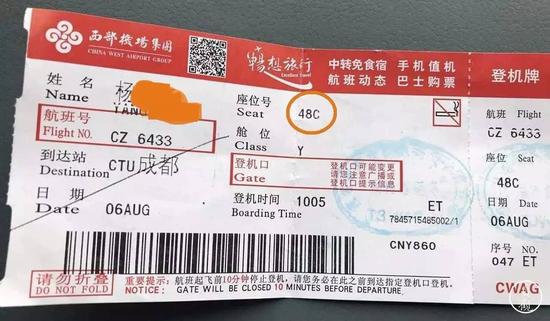 西部機場集團
CHINA WEST AIRPORT GROUP
暢想旅行
Excellent Travel
中转免食宿 手机值机
航班动态 巴士购票
登机牌
姓名 杨
Name YANG
座位号
Seat 48C
航班号
Flight NO. CZ 6433
舱位
Class Y
到达站
Destination CTU成都
登机口
Gate
登机口可能变更
请您注意广播或
登机口提示信息
日期
Date 06AUG
登机时间 1005
Boarding Time
ET
7845715485002/1
CNY860
请勿折叠
DO NOT FOLD
重要提示：航班起飞前10分钟停止登机，请您务必在此之前到达指定登机口登机。
NOTICE: GATE WILL BE CLOSED 10 MINUTES BEFORE DEPARTURE.
航班号 Flight
CZ 6433
座位号 Seat
48C
日期 Date
06AUG
序号 NO.
047 ET
CWAG